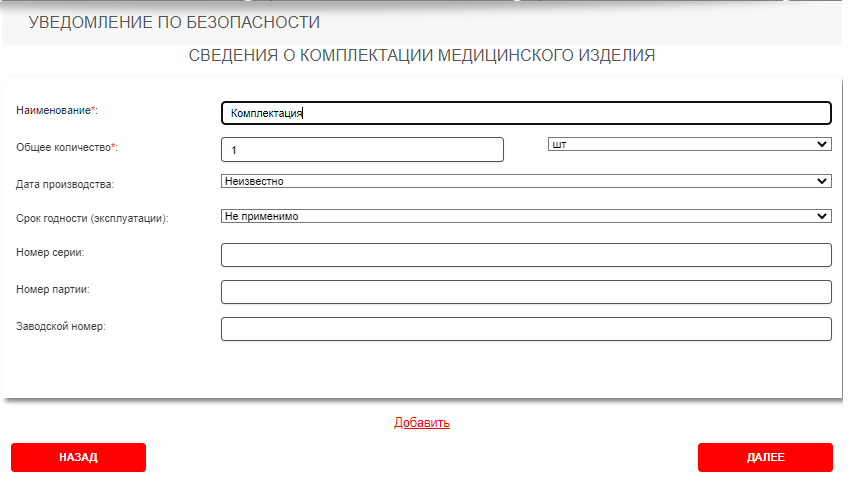 УВЕДОМЛЕНИЕ ПО БЕЗОПАСНОСТИ
СВЕДЕНИЯ О КОМПЛЕКТАЦИИ МЕДИЦИНСКОГО ИЗДЕЛИЯ
Наименование*: Комплектация
Общее количество*: 1 шт
Дата производства: Неизвестно
Срок годности (эксплуатации): Не применимо
Номер серии:
Номер партии:
Заводской номер:
Добавить
НАЗАД ДАЛЕЕ